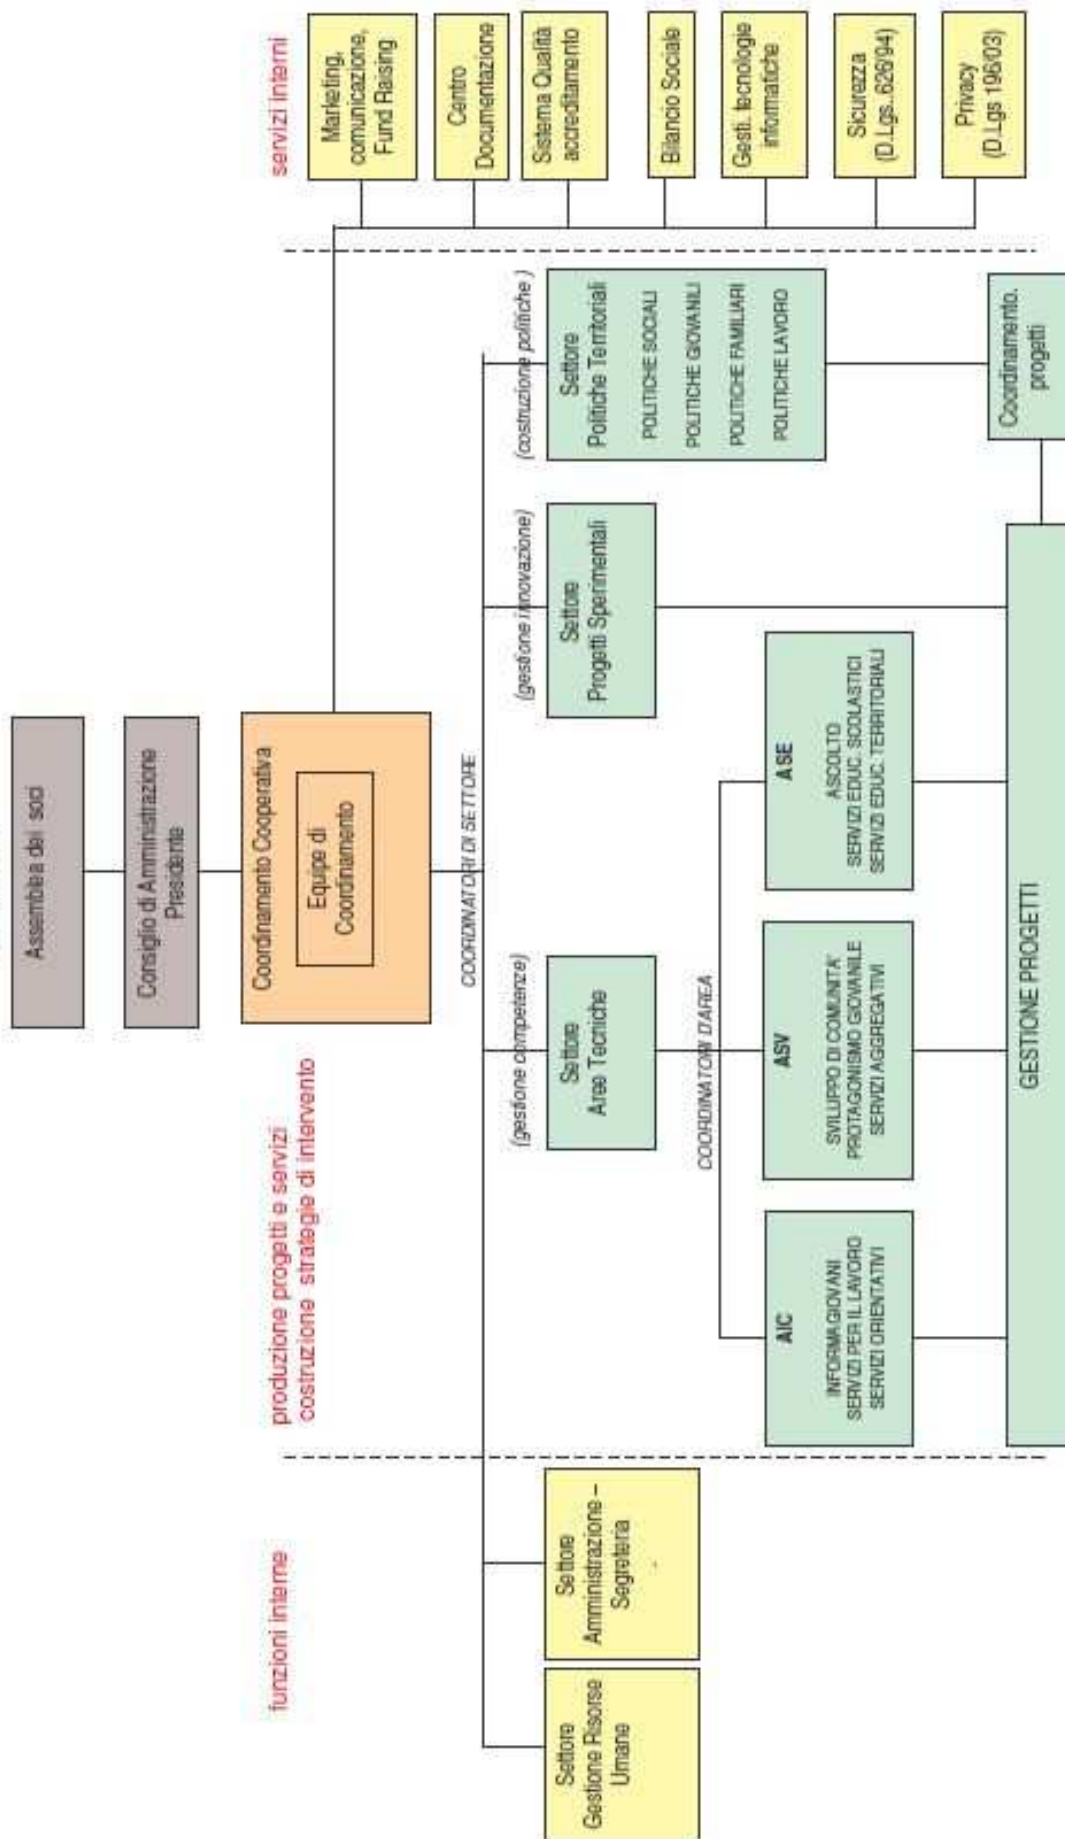 Assemblea dei soci
Consiglio di Amministrazione
Presidente
Coordinamento Cooperativa
Equipe di
Coordinamento
funzioni interne
produzione progetti e servizi
costruzione strategie di intervento
servizi interni
COORDINATORI DI SETTORE
Settore
Gestione Risorse
Umane
Settore
Amministrazione –
Segreteria
(gestione competenze)
Settore
Aree Tecniche
(gestione innovazione)
Settore
Progetti Sperimentali
(costruzione politiche )
Settore
Politiche Territoriali
POLITICHE SOCIALI
POLITICHE GIOVANILI
POLITICHE FAMILIARI
POLITICHE LAVORO
COORDINATORI D'AREA
AIC
INFORMAGIOVANI
SERVIZI PER IL LAVORO
SERVIZI ORIENTATIVI
ASV
SVILUPPO DI COMUNITA'
PROTAGONISMO GIOVANILE
SERVIZI AGGREGATIVI
ASE
ASCOLTO
SERVIZI EDUC. SCOLASTICI
SERVIZI EDUC. TERRITORIALI
GESTIONE PROGETTI
Coordinamento.
progetti
Marketing,
comunicazione,
Fund Raising
Centro
Documentazione
Sistema Qualità
accreditamento
Bilancio Sociale
Gesti. tecnologie
informatiche
Sicurezza
(D.Lgs..626/94)
Privacy
(D.Lgs 196/03)